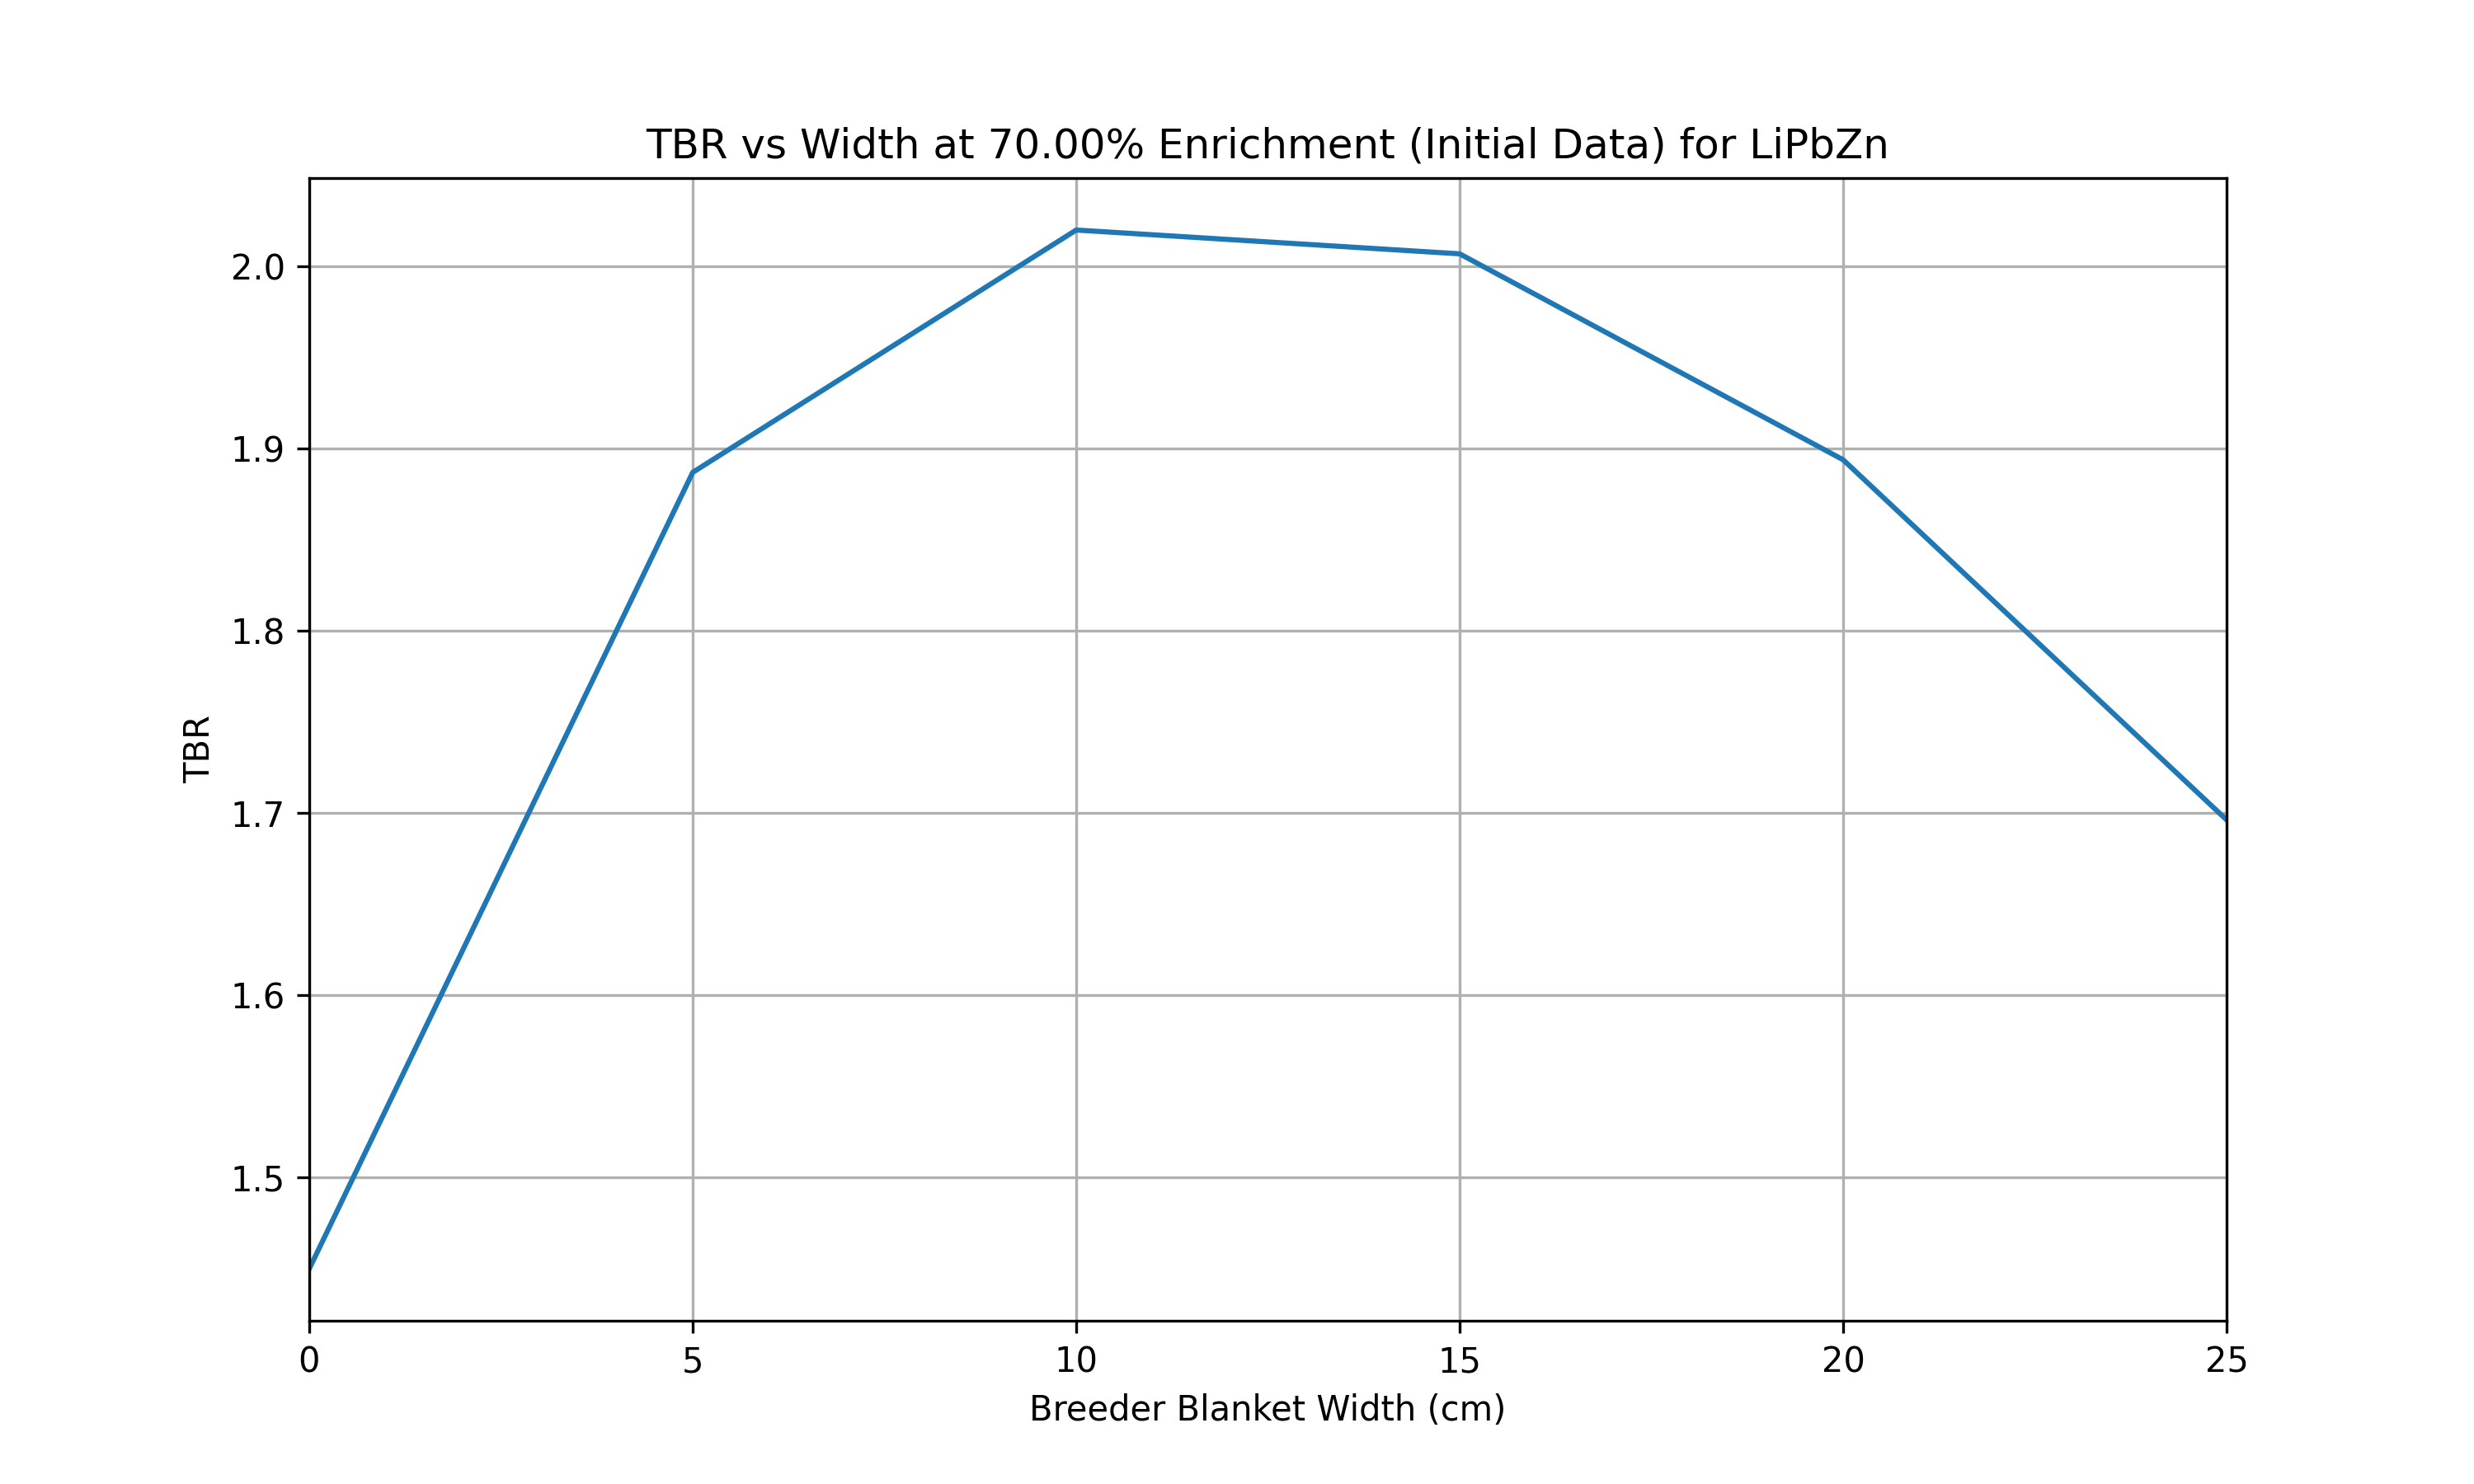 TBR vs Width at 70.00% Enrichment (Initial Data) for LiPbZn
2.0
1.9
1.8
1.7
1.6
1.5
TBR
0 5 10 15 20 25
Breeder Blanket Width (cm)